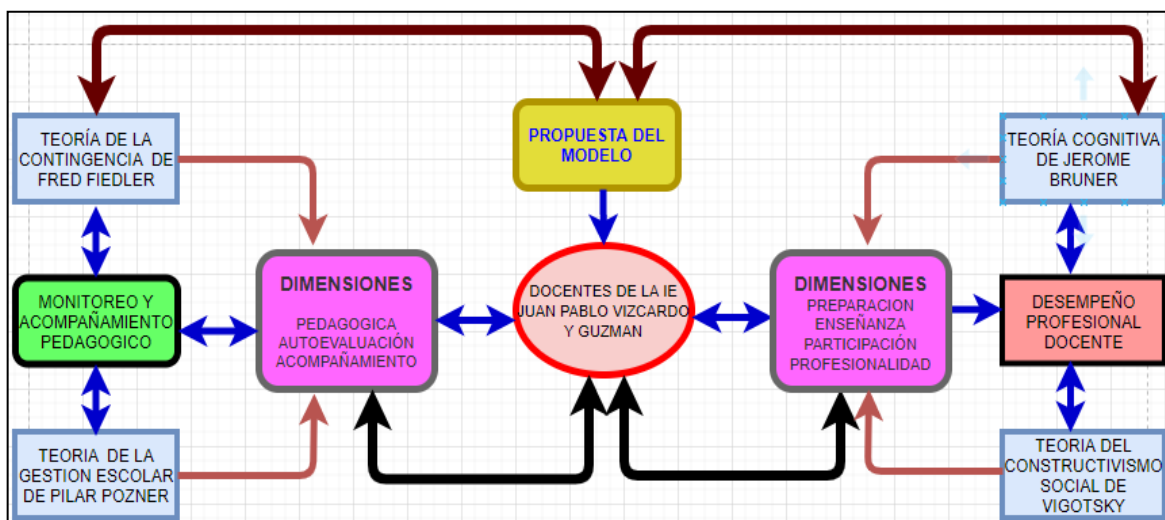 TEORÍA DE LA
CONTINGENCIA DE
FRED FIEDLER
PROPUESTA DEL
MODELO
TEORÍA COGNITIVA
DE JEROME
BRUNER
MONITOREO Y
ACOMPAÑAMIENTO
PEDAGOGICO
DIMENSIONES
PEDAGOGICA
AUTOEVALUACIÓN
ACOMPAÑAMIENTO
DOCENTES DE LA IE
JUAN PABLO VIZCARDO
Y GUZMAN
DIMENSIONES
PREPARACION
ENSEÑANZA
PARTICIPACIÓN
PROFESIONALIDAD
DESEMPEÑO
PROFESIONAL
DOCENTE
TEORIA DE LA
GESTION ESCOLAR
DE PILAR POZNER
TEORIA DEL
CONSTRUCTIVISMO
SOCIAL DE
VIGOTSKY